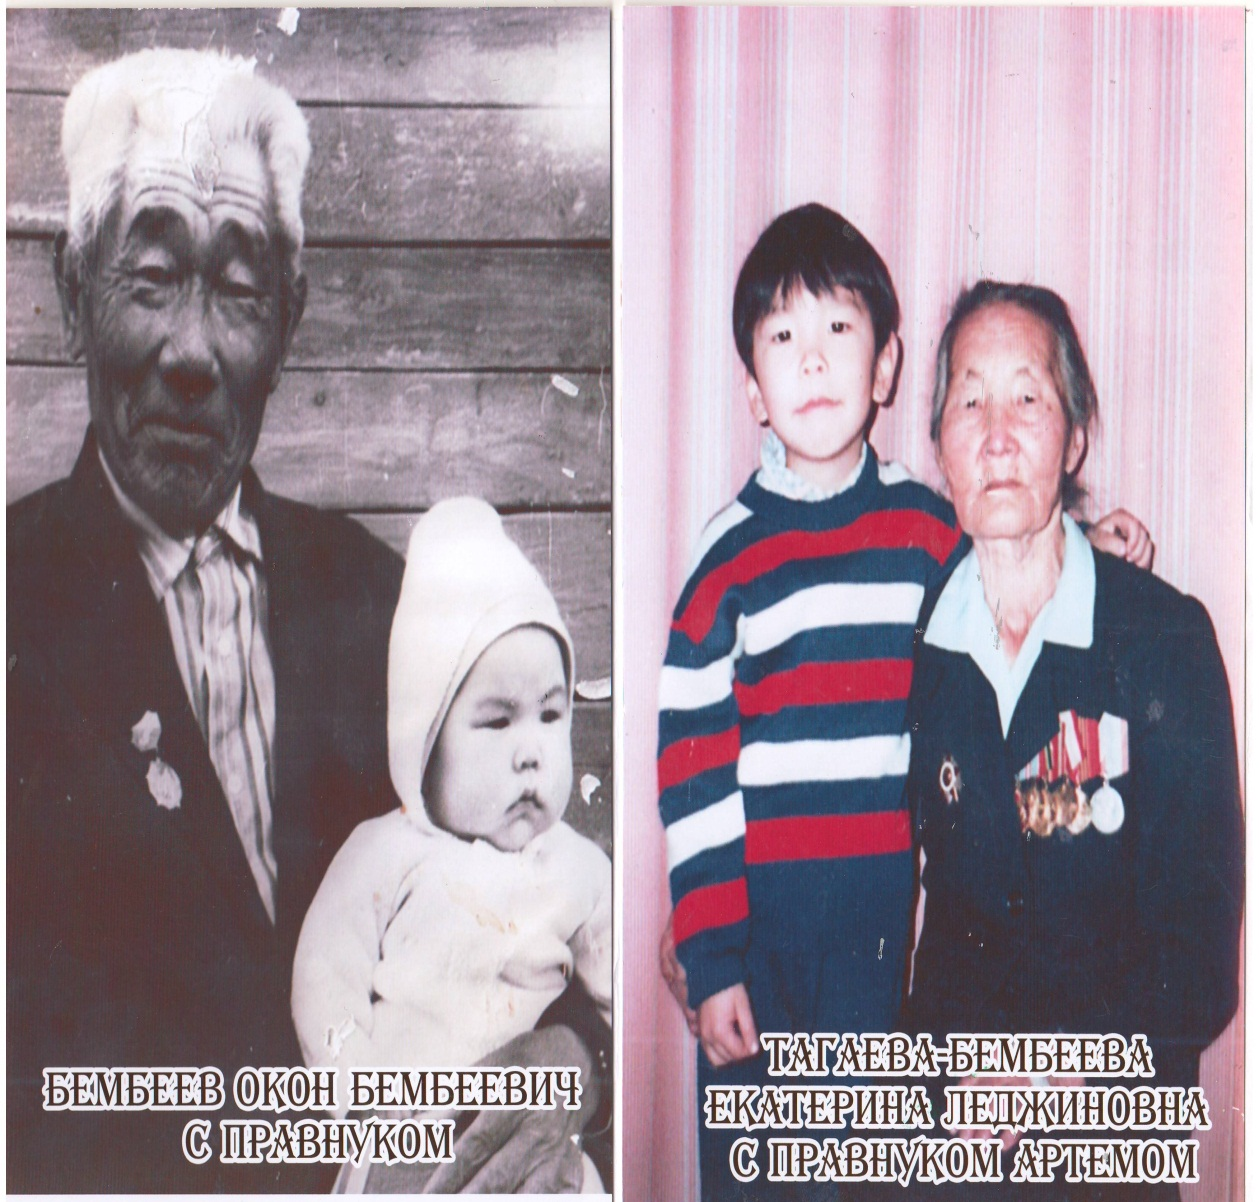 БЕМБЕЕВ ОКОН БЕМБЕЕВИЧ
С ПРАВНУКОМ
ТАГАЕВА-БЕМБЕЕВА
ЕКАТЕРИНА ЛЕДЖИНОВНА
С ПРАВНУКОМ АРТЕМОМ